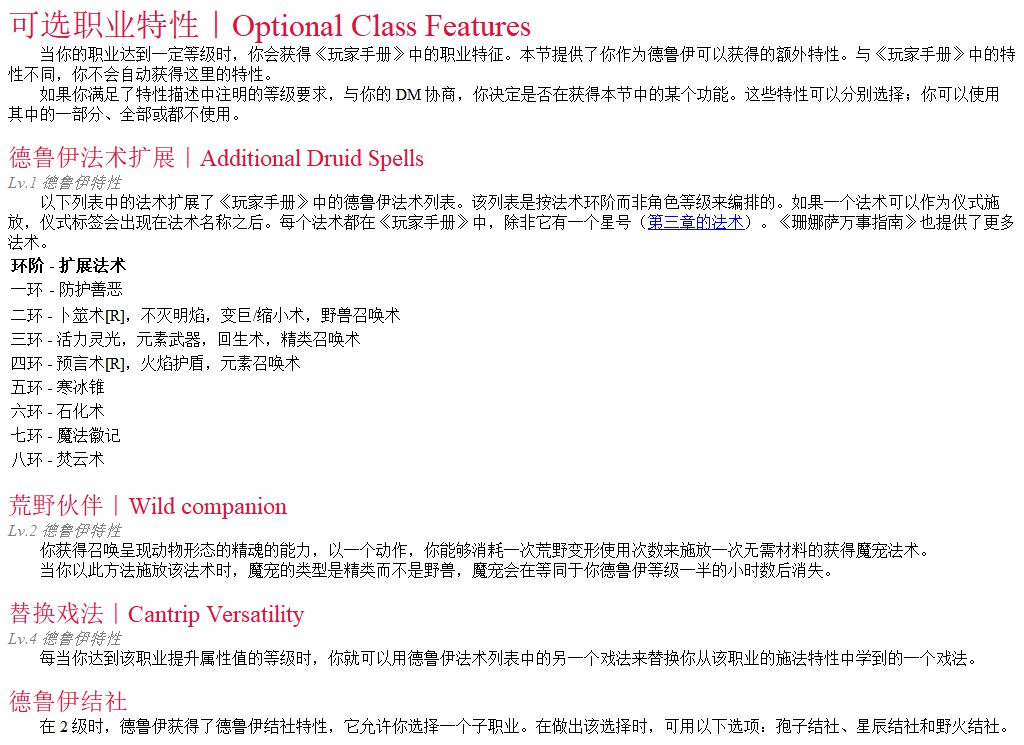 可选职业特性｜Optional Class Features
当你的职业达到一定等级时，你会获得《玩家手册》中的职业特征。本节提供了你作为德鲁伊可以获得的额外特性。与《玩家手册》中的特
性不同，你不会自动获得这里的特性。
如果你满足了特性描述中注明的等级要求，与你的 DM 协商，你决定是否在获得本节中的某个功能。这些特性可以分别选择；你可以使用
其中的一部分、全部或都不使用。
德鲁伊法术扩展｜Additional Druid Spells
Lv.1 德鲁伊特性
以下列表中的法术扩展了《玩家手册》中的德鲁伊法术列表。该列表是按法术环阶而非角色等级来编排的。如果一个法术可以作为仪式施
放，仪式标签会出现在法术名称之后。每个法术都在《玩家手册》中，除非它有一个星号（第三章的法术）。《珊娜萨万事指南》也提供了更多
法术。
环阶 - 扩展法术
一环 - 防护善恶
二环 - 卜筮术[R]，不灭明焰，变巨/缩小术，野兽召唤术
三环 - 活力灵光，元素武器，回生术，精类召唤术
四环 - 预言术[R]，火焰护盾，元素召唤术
五环 - 寒冰锥
六环 - 石化术
七环 - 魔法徽记
八环 - 焚云术
荒野伙伴｜Wild companion
Lv.2 德鲁伊特性
你获得召唤呈现动物形态的精魂的能力，以一个动作，你能够消耗一次荒野变形使用次数来施放一次无需材料的获得魔宠法术。
当你以此方法施放该法术时，魔宠的类型是精类而不是野兽，魔宠会在等同于你德鲁伊等级一半的小时数后消失。
替换戏法｜Cantrip Versatility
Lv.4 德鲁伊特性
每当你达到该职业提升属性值的等级时，你就可以用德鲁伊法术列表中的另一个戏法来替换你从该职业的施法特性中学到的一个戏法。
德鲁伊结社
在 2 级时，德鲁伊获得了德鲁伊结社特性，它允许你选择一个子职业。在做出该选择时，可用以下选项：孢子结社、星辰结社和野火结社。